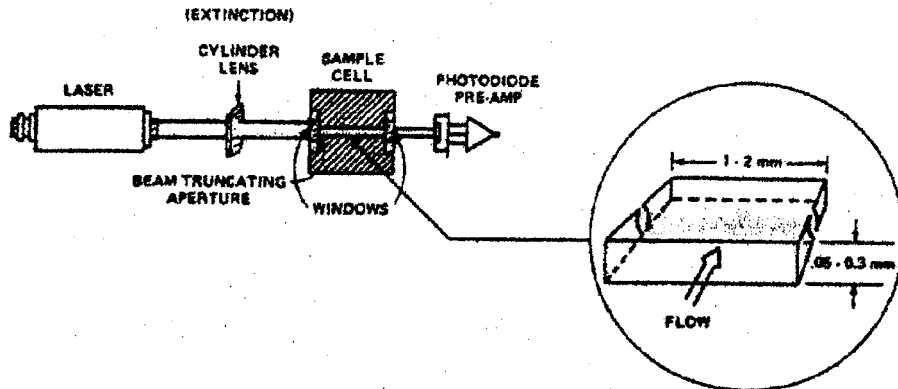 (EXTINCTION)
CYLINDER
LENS
SAMPLE
CELL
PHOTODIODE
PRE-AMP
LASER
BEAM TRUNCATING
APERTURE
WINDOWS
1 - 2 mm
.05 - 0.3 mm
FLOW